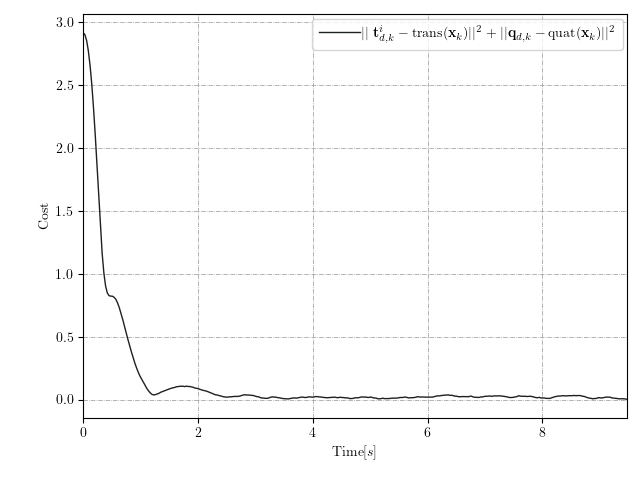 3.0
2.5
2.0
1.5
1.0
0.5
0.0
Cost
|| t^i_{d,k} − trans(x_k)||^2 + ||q_{d,k} − quat(x_k)||^2
0 2 4 6 8
Time[s]